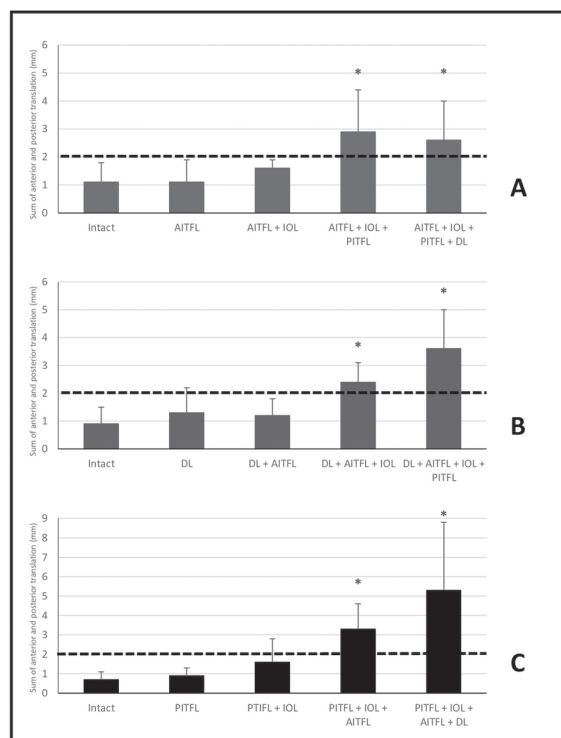 Sum of anterior and posterior translation (mm)
6
5
4
3
2
1
0
*
*
Intact
AITFL
AITFL + IOL
AITFL + IOL +
PITFL
AITFL + IOL +
PITFL + DL
A
Sum of anterior and posterior translation (mm)
6
5
4
3
2
1
0
*
*
Intact
DL
DL + AITFL
DL + AITFL + IOL
DL + AITFL + IOL +
PITFL
B
Sum of anterior and posterior translation (mm)
9
8
7
6
5
4
3
2
1
0
*
*
Intact
PITFL
PTIFL + IOL
PITFL + IOL +
AITFL
PITFL + IOL +
AITFL + DL
C